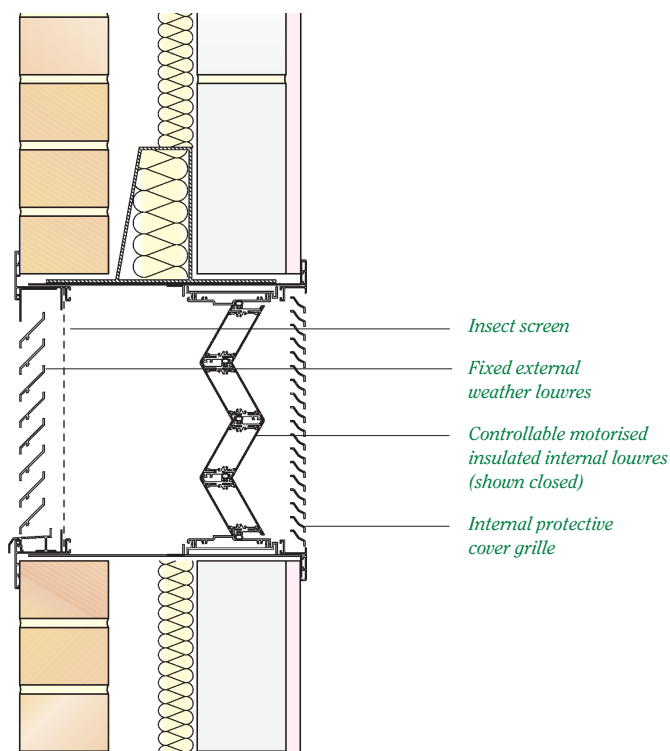 Insect screen
Fixed external
weather louvres
Controllable motorised
insulated internal louvres
(shown closed)
Internal protective
cover grille